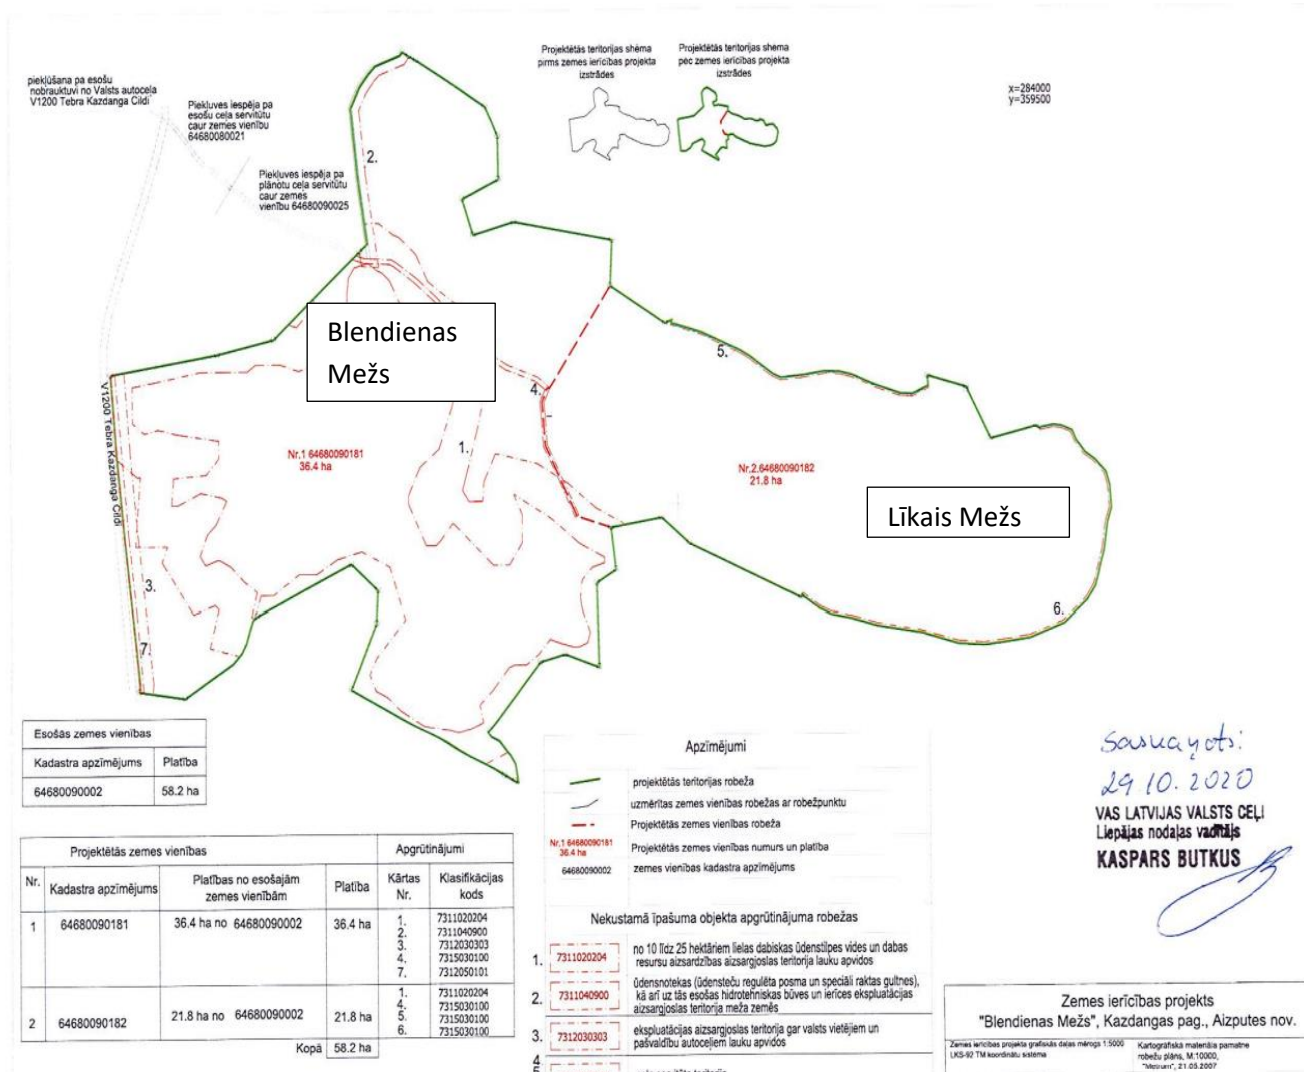 piekļūšana pa esošu
nobrauktuvi no Valsts autoceļa
V1200 Tebra Kazdanga Cildi
Piekļuves iespēja pa
esošu ceļa servitūtu
caur zemes vienību
64680080021
Piekļuves iespēja pa
plānotu ceļa servitūtu
caur zemes
vienību 64680090025
Projektētās teritorijas shēma
pirms zemes ierīcības projekta
izstrādes
Projektētās teritorijas shema
pēc zemes ierīcības projekta
izstrādes
x=284000
y=359500
2.
Blendienas
Mežs
5.
4.
1.
V1200 Tebra Kazdanga Cildi
Nr.1 64680090181
36.4 ha
Nr.2.64680090182
21.8 ha
Līkais Mežs
3.
6.
7.
Esošās zemes vienības
Kadastra apzīmējums Platība
64680090002 58.2 ha
Projektētās zemes vienības Apgrūtinājumi
Nr. Kadastra apzīmējums Platības no esošajām zemes vienībām Platība Kārtas Nr. Klasifikācijas kods
1 64680090181 36.4 ha no 64680090002 36.4 ha
1. 7311020204
2. 7311040900
3. 7312030303
4. 7315030100
7. 7312050101
2 64680090182 21.8 ha no 64680090002 21.8 ha
1. 7311020204
4. 7315030100
5. 7315030100
6. 7315030100
Kopā 58.2 ha
Apzīmējumi
projektētās teritorijas robeža
uzmērītas zemes vienības robežas ar robežpunktu
Projektētās zemes vienības robeža
Nr.1 64680090181
36.4 ha
Projektētās zemes vienības numurs un platība
64680090002 zemes vienības kadastra apzīmējums
Nekustamā īpašuma objekta apgrūtinājuma robežas
1. 7311020204 no 10 līdz 25 hektāriem lielas dabiskas ūdenstilpes vides un dabas
resursu aizsardzības aizsargjoslas teritorija lauku apvidos
2. 7311040900 ūdensnotekas (ūdensteču regulēta posma un speciāli raktas gultnes),
kā arī uz tās esošas hidrotehniskas būves un ierīces ekspluatācijas
aizsargjoslas teritorija meža zemēs
3. 7312030303 ekspluatācijas aizsargjoslas teritorija gar valsts vietējiem un
pašvaldību autoceļiem lauku apvidos
4
5
Saskaņots:
29.10.2020
VAS LATVIJAS VALSTS CEĻI
Liepājas nodaļas vadītājs
KASPARS BUTKUS
Zemes ierīcības projekts
"Blendienas Mežs", Kazdangas pag., Aizputes nov.
Zemes ierīcības projekta grafiskās daļas mērogs 1:5000
LKS-92 TM koordinātu sistema
Kartogrāfiskā materiāla pamatne
robežu plāns, M:10000,
"Metrum", 21.05.2007